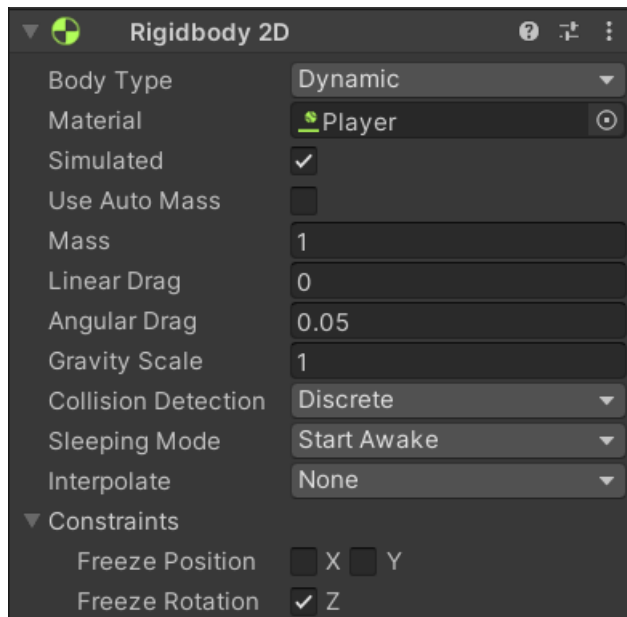 Rigidbody 2D
Body Type Dynamic
Material Player
Simulated
Use Auto Mass
Mass 1
Linear Drag 0
Angular Drag 0.05
Gravity Scale 1
Collision Detection Discrete
Sleeping Mode Start Awake
Interpolate None
Constraints
Freeze Position X Y
Freeze Rotation Z